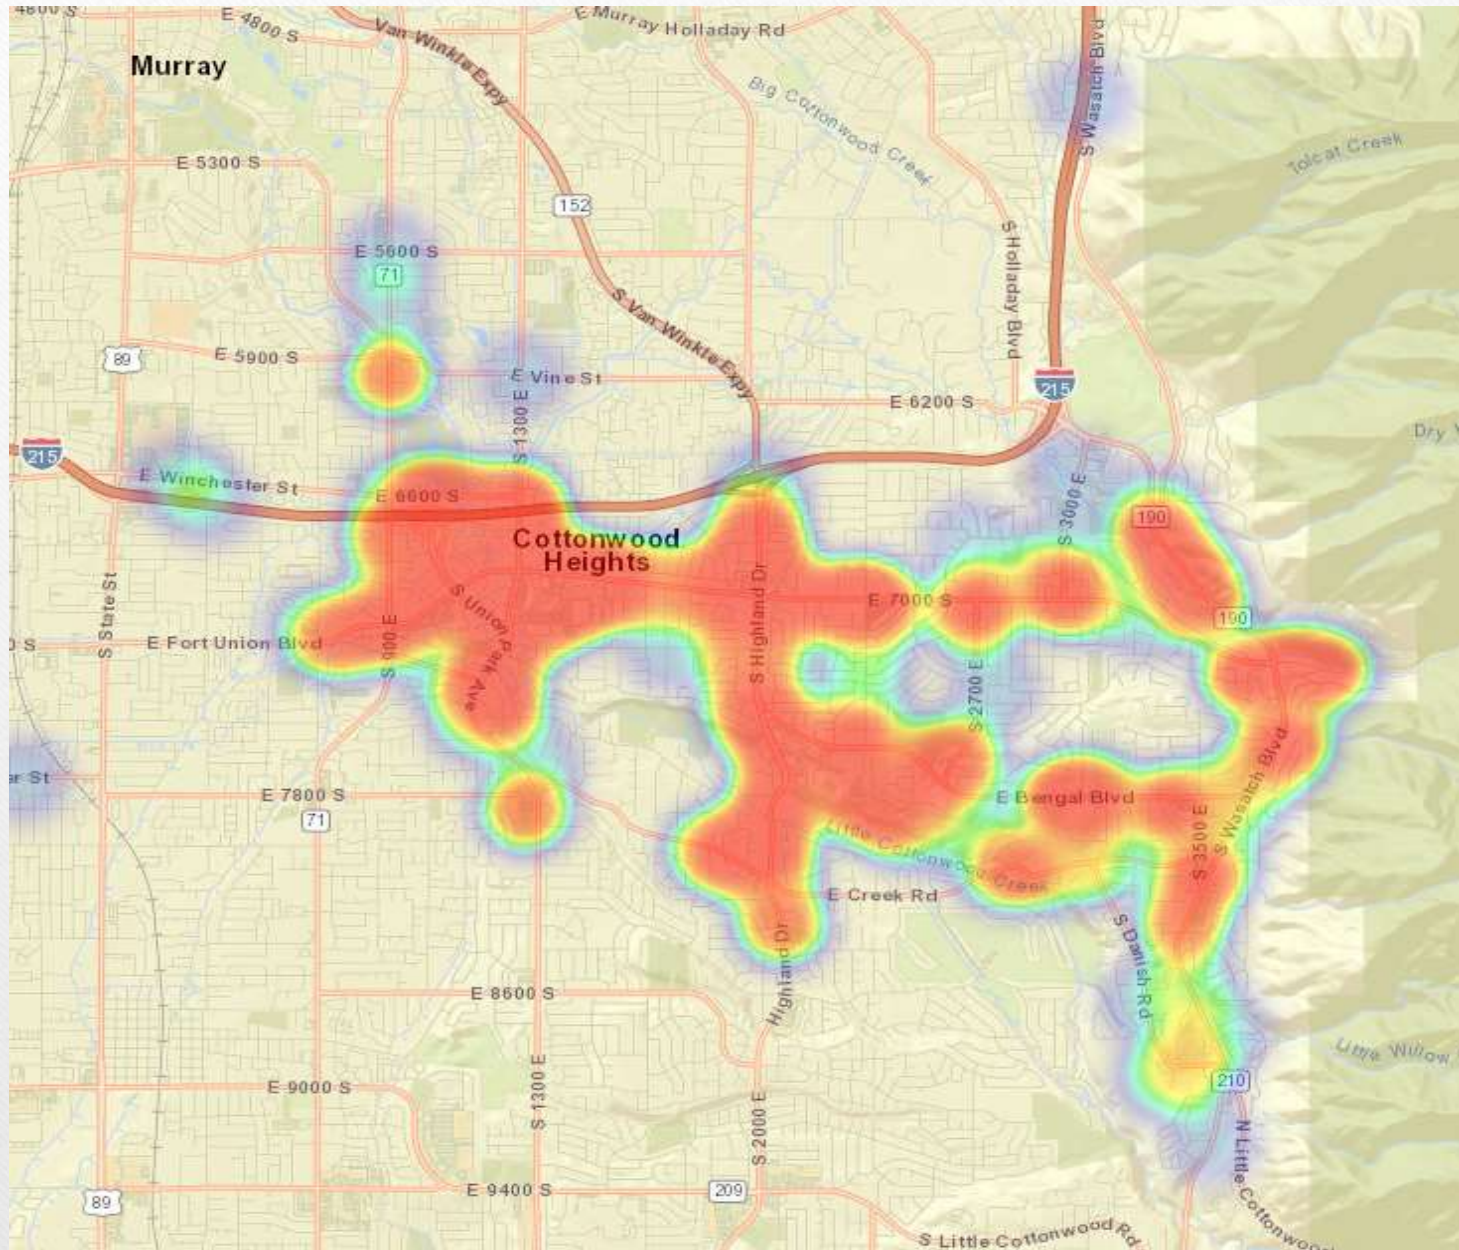 4800 S
E 4800 S
Van Winkle Expy
E Murray Holladay Rd
S Wasatch Blvd
Murray
Big Cottonwood Creek
Tolcat Creek
E 5300 S
152
E 5600 S
71
S Holladay Blvd
S Van Winkle Expy
89
E 5900 S
E Vine St
215
E 6200 S
S 1300 E
Dry
215
E Winchester St
E 6600 S
S 3000 E
190
Cottonwood
Heights
S State St
S Union Park Ave
S Highland Dr
E 7000 S
190
0 S
E Fort Union Blvd
S 900 E
S 2700 E
er St
E 7800 S
71
E Bengal Blvd
S Wasatch Blvd
S 3500 E
Little Cottonwood Creek
E Creek Rd
S Danish Rd
Highland Dr
E 8600 S
Little Willow
E 9000 S
S 1300 E
S 2000 E
210
N Little Cottonwood
89
E 9400 S
209
S Little Cottonwood Rd